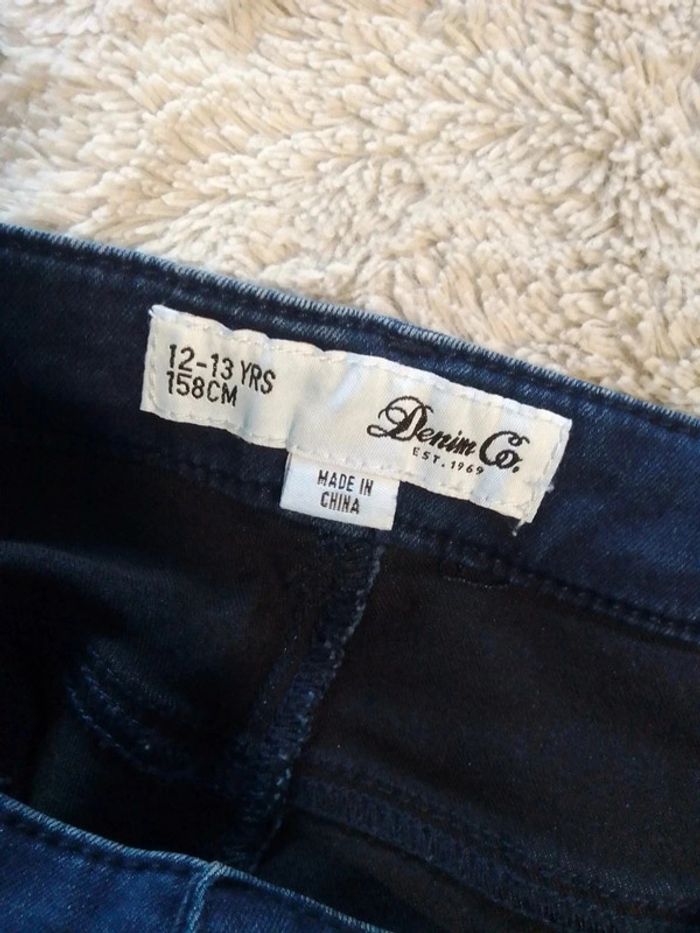 12-13 YRS
158CM
Denim Co.
EST. 1969
MADE IN
CHINA